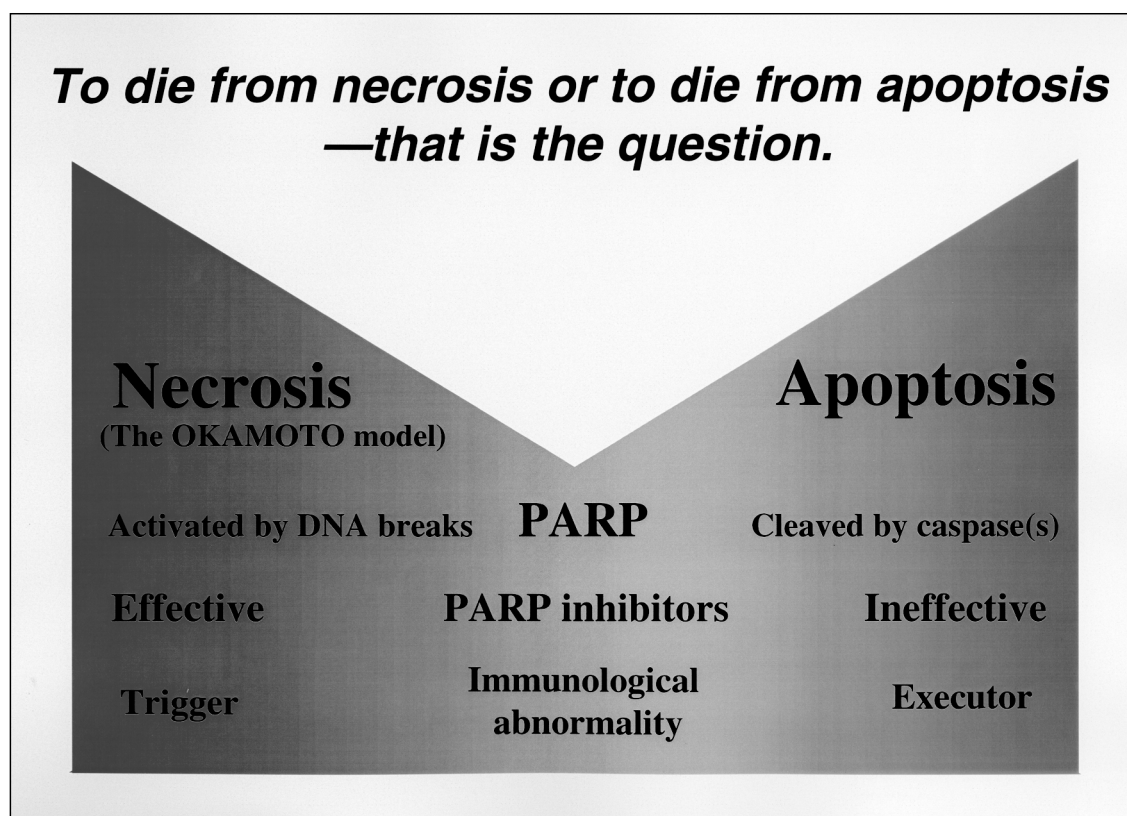 To die from necrosis or to die from apoptosis
—that is the question.
Necrosis
(The OKAMOTO model)
Apoptosis
Activated by DNA breaks
PARP
Cleaved by caspase(s)
Effective
PARP inhibitors
Ineffective
Trigger
Immunological
abnormality
Executor